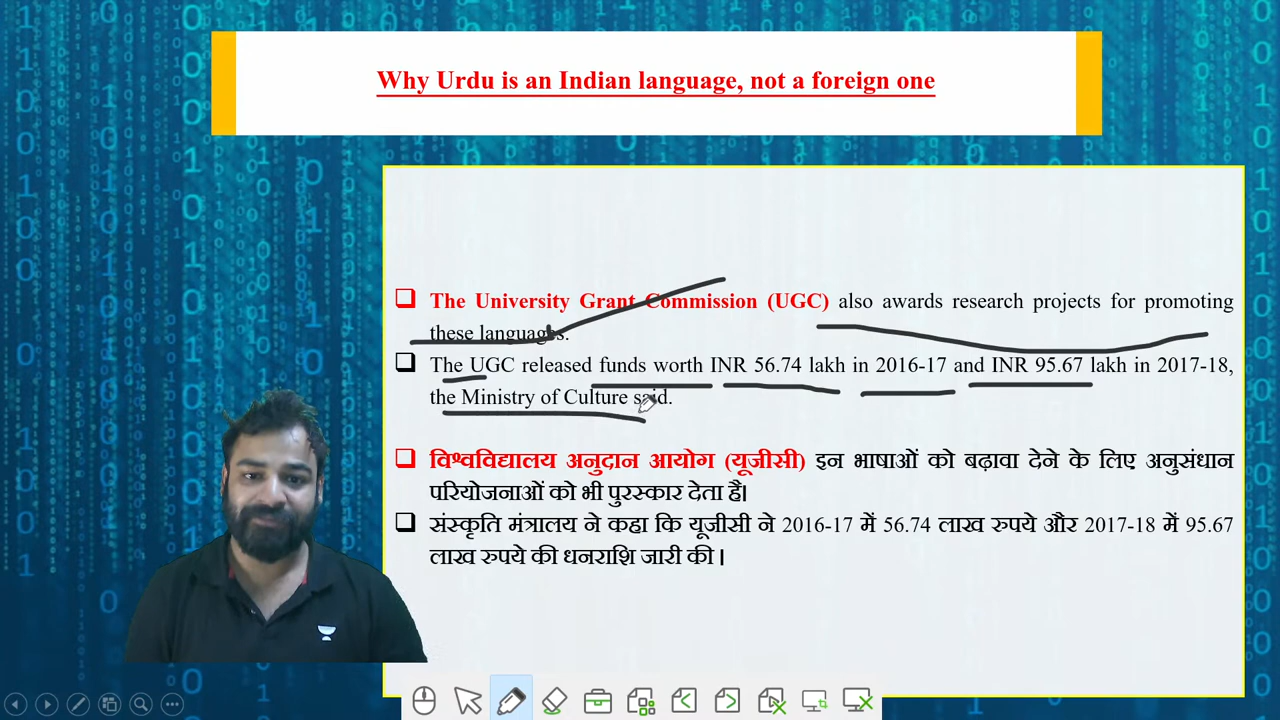 Why Urdu is an Indian language, not a foreign one
The University Grant Commission (UGC) also awards research projects for promoting
these languages.
The UGC released funds worth INR 56.74 lakh in 2016-17 and INR 95.67 lakh in 2017-18,
the Ministry of Culture said.
विश्वविद्यालय अनुदान आयोग (यूजीसी) इन भाषाओं को बढ़ावा देने के लिए अनुसंधान
परियोजनाओं को भी पुरस्कार देता है।
संस्कृति मंत्रालय ने कहा कि यूजीसी ने 2016-17 में 56.74 लाख रुपये और 2017-18 में 95.67
लाख रुपये की धनराशि जारी की ।